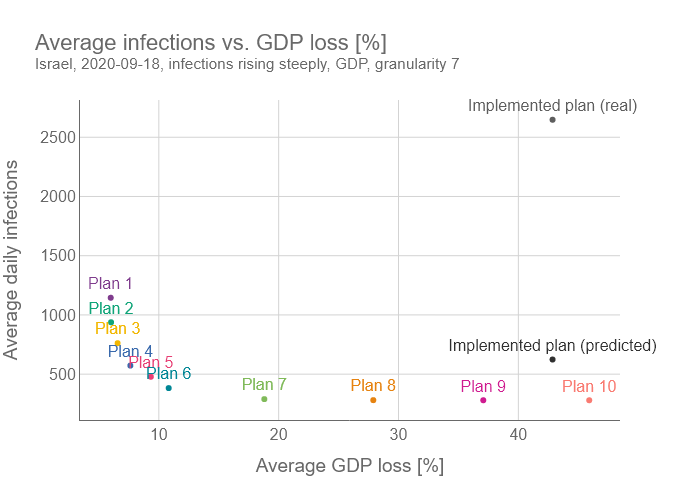 Average infections vs. GDP loss [%]
Israel, 2020-09-18, infections rising steeply, GDP, granularity 7
Implemented plan (real)
2500
2000
1500
Plan 1
Plan 2
1000
Plan 3
Plan 4
Plan 5
Plan 6
Implemented plan (predicted)
500
Plan 7
Plan 8
Plan 9
Plan 10
10
20
30
40
Average GDP loss [%]
Average daily infections